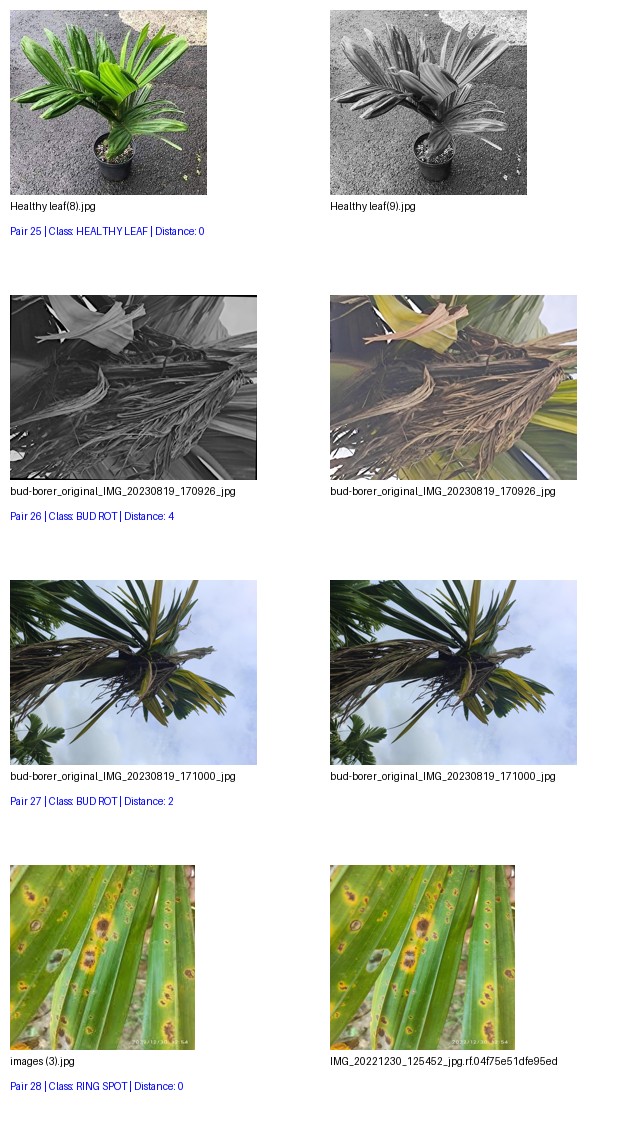 Healthy leaf(8).jpg
Healthy leaf(9).jpg
Pair 25 | Class: HEALTHY LEAF | Distance: 0
bud-borer_original_IMG_20230819_170926_jpg
bud-borer_original_IMG_20230819_170926_jpg
Pair 26 | Class: BUD ROT | Distance: 4
bud-borer_original_IMG_20230819_171000_jpg
bud-borer_original_IMG_20230819_171000_jpg
Pair 27 | Class: BUD ROT | Distance: 2
images (3).jpg
IMG_20221230_125452_jpg.rf.04f75e51dfe95ed
Pair 28 | Class: RING SPOT | Distance: 0